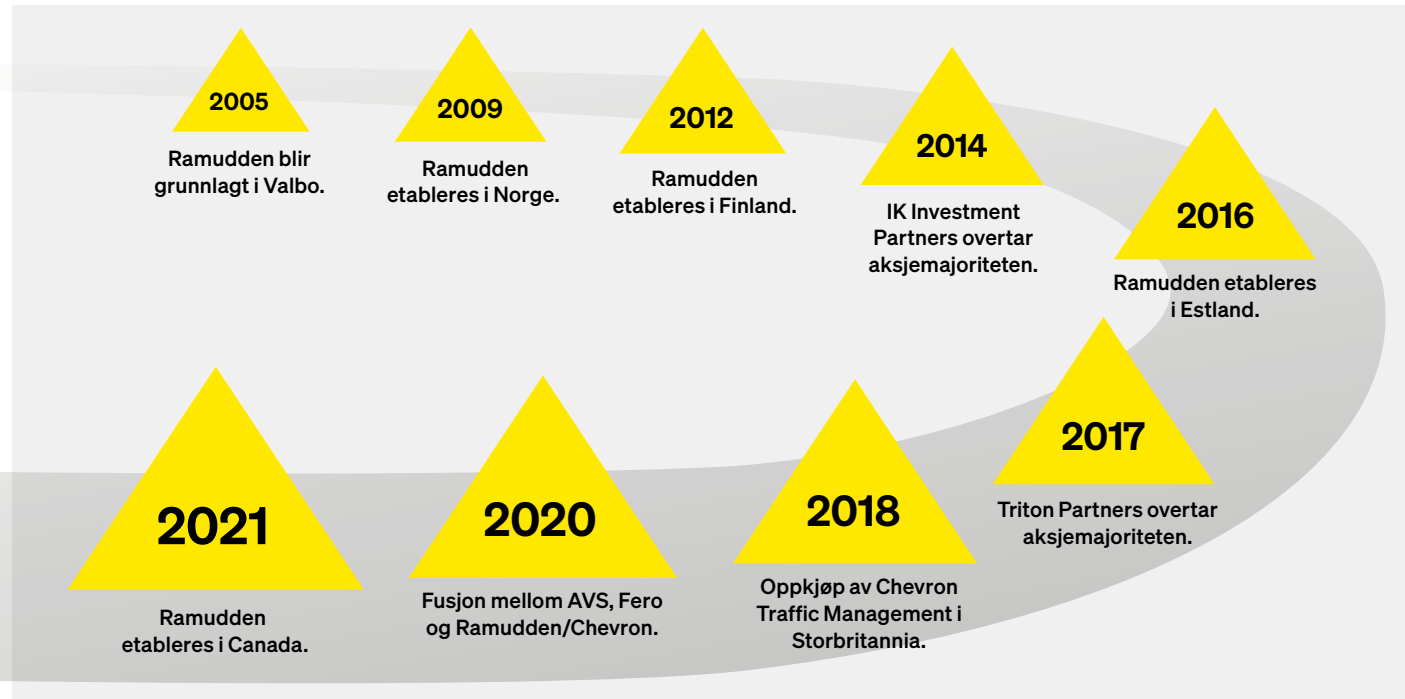 2005
Ramudden blir
grunnlagt i Valbo.
2009
Ramudden
etableres i Norge.
2012
Ramudden
etableres i Finland.
2014
IK Investment
Partners overtar
aksjemajoriteten.
2016
Ramudden etableres
i Estland.
2017
Triton Partners overtar
aksjemajoriteten.
2018
Oppkjøp av Chevron
Traffic Management i
Storbritannia.
2020
Fusjon mellom AVS, Fero
og Ramudden/Chevron.
2021
Ramudden
etableres i Canada.